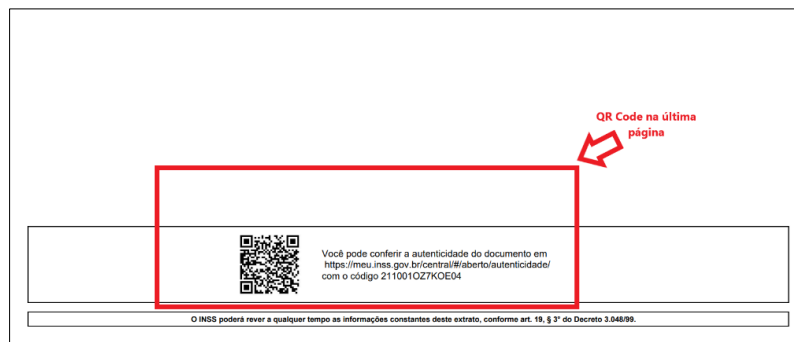 QR Code na última
página
Você pode conferir a autenticidade do documento em
https://meu.inss.gov.br/central/#/aberto/autenticidade/
com o código 211001OZ7KOE04
O INSS poderá rever a qualquer tempo as informações constantes deste extrato, conforme art. 19, § 3° do Decreto 3.048/99.